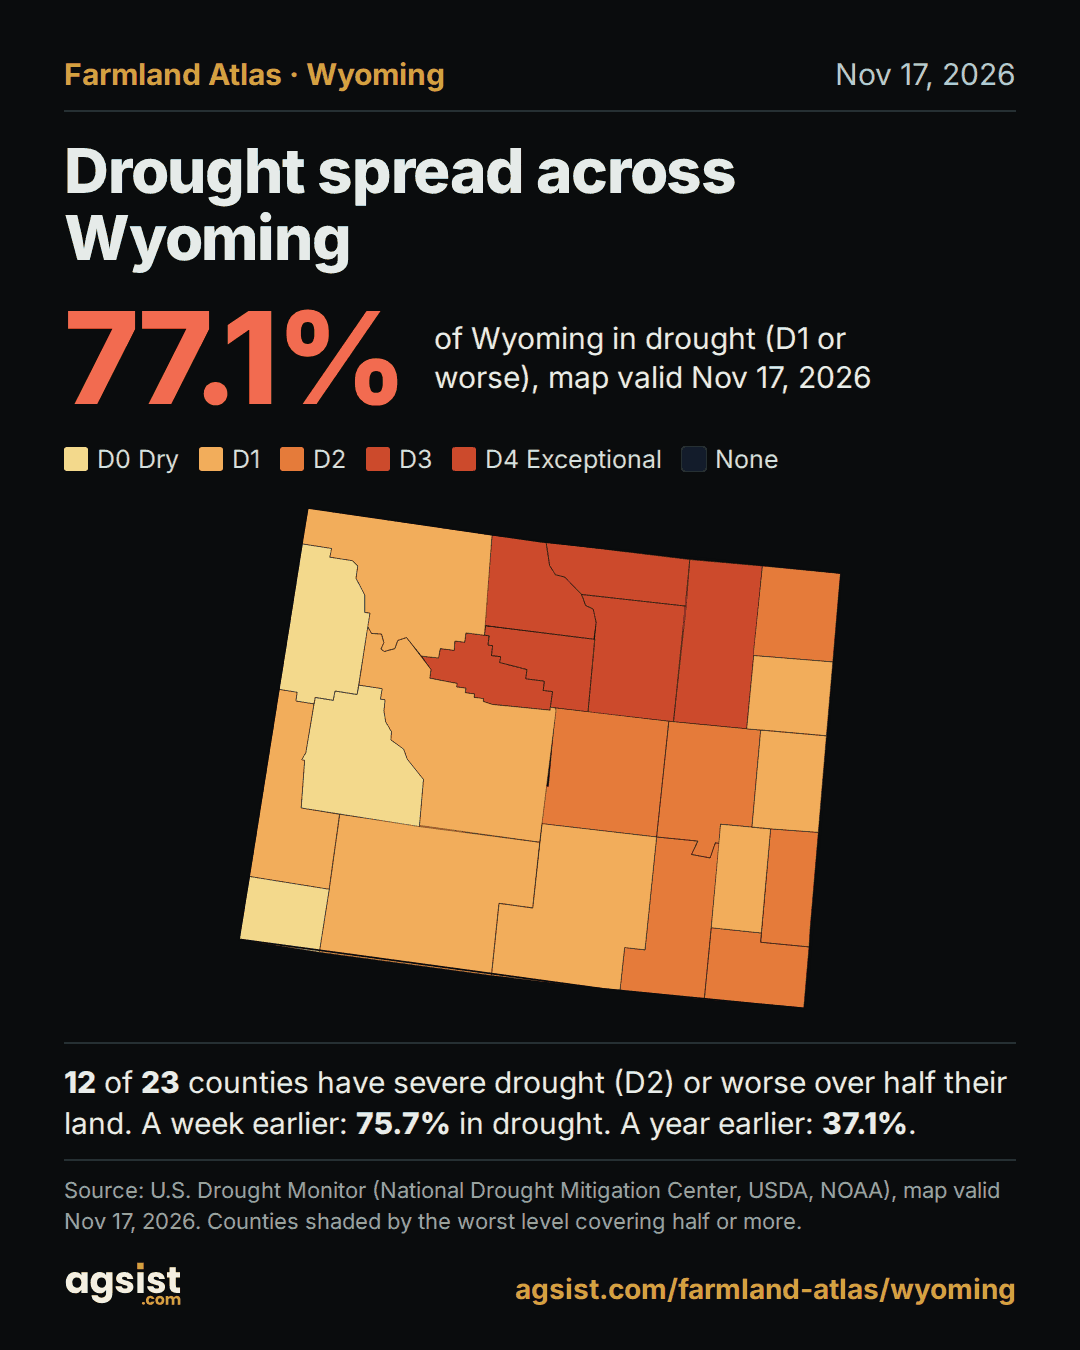 Farmland Atlas · Wyoming
Nov 17, 2026
Drought spread across
Wyoming
77.1%
of Wyoming in drought (D1 or
worse), map valid Nov 17, 2026
D0 Dry D1 D2 D3 D4 Exceptional None
12 of 23 counties have severe drought (D2) or worse over half their
land. A week earlier: 75.7% in drought. A year earlier: 37.1%.
Source: U.S. Drought Monitor (National Drought Mitigation Center, USDA, NOAA), map valid
Nov 17, 2026. Counties shaded by the worst level covering half or more.
agsist
.com
agsist.com/farmland-atlas/wyoming